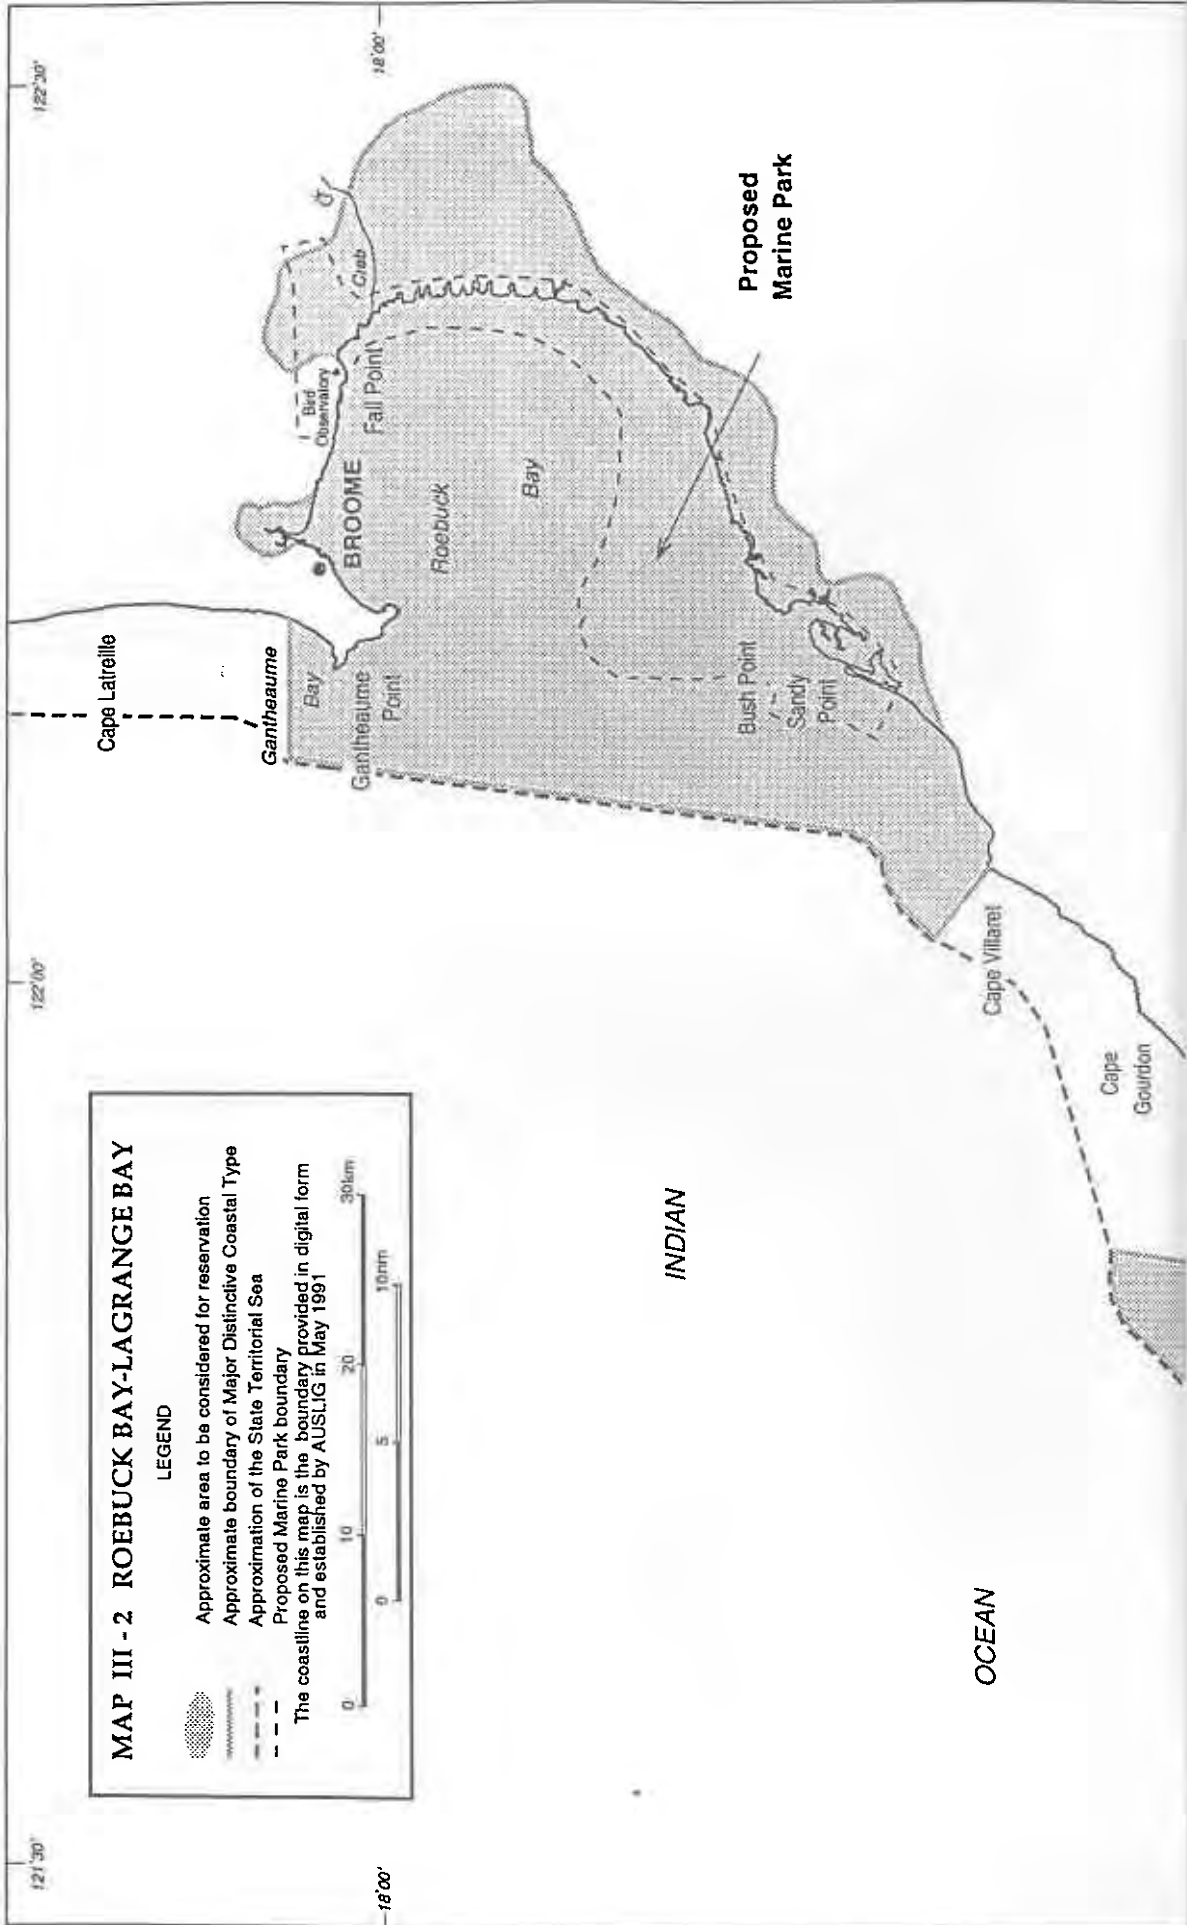 MAP III - 2 ROEBUCK BAY-LAGRANGE BAY
LEGEND
Approximate area to be considered for reservation
Approximate boundary of Major Distinctive Coastal Type
Approximation of the State Territorial Sea
Proposed Marine Park boundary
The coastline on this map is the boundary provided in digital form
and established by AUSLIG in May 1991
0 10 20 30km
0 5 10nm
121°30'
122°00'
122°30'
18°00'
18°00'
Cape Latreille
Gantheaume
Bay
Gantheaume
Point
BROOME
Bird
Observatory
Crab
Ck
Fall Point
Roebuck
Bay
Proposed
Marine Park
Bush Point
Sandy
Point
Cape Villaret
Cape
Gourdon
INDIAN
OCEAN